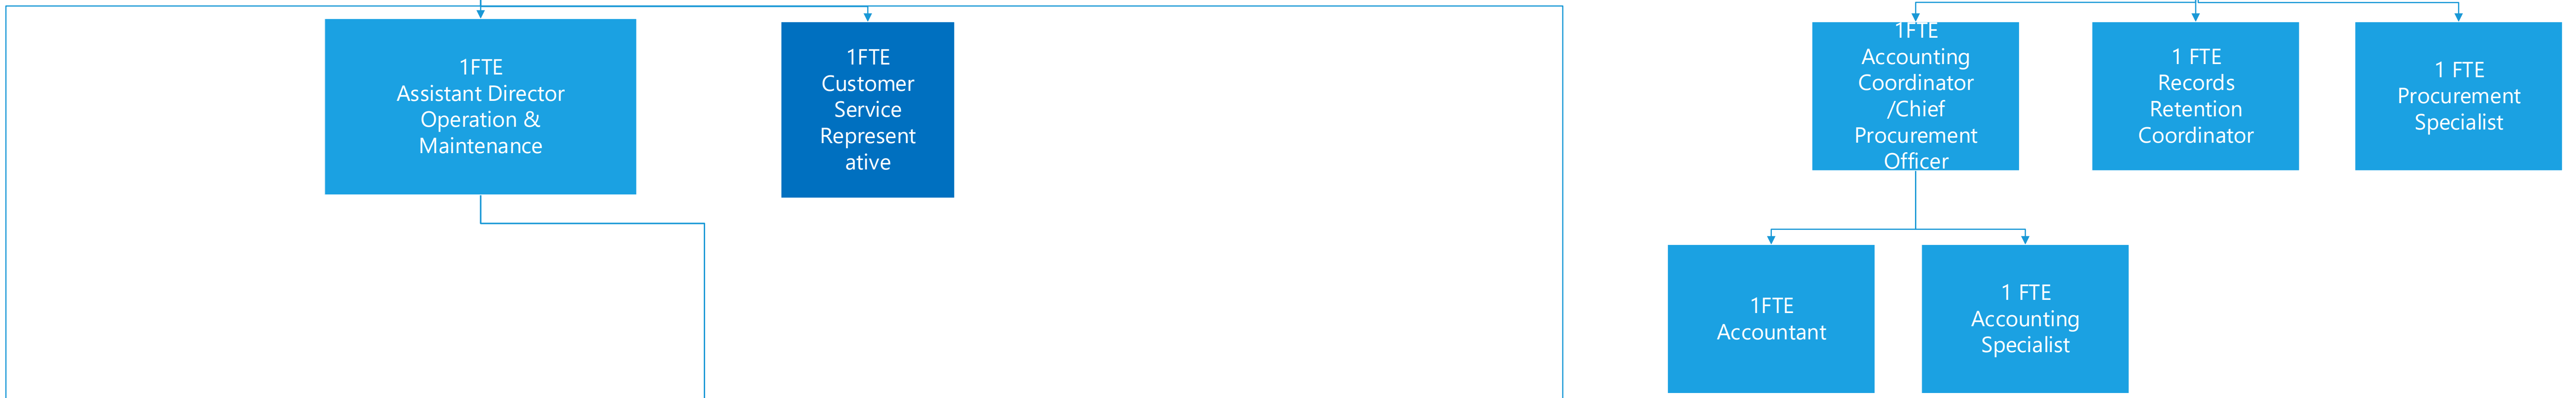 1FTE
Assistant Director
Operation &
Maintenance
1FTE
Customer
Service
Represent
ative
1FTE
Accounting
Coordinator
/Chief
Procurement
Officer
1 FTE
Records
Retention
Coordinator
1 FTE
Procurement
Specialist
1FTE
Accountant
1 FTE
Accounting
Specialist